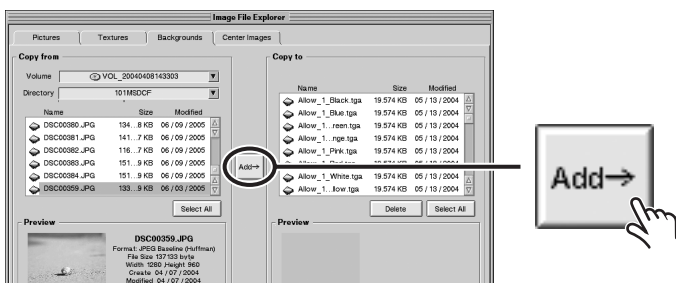 Image File Explorer
Pictures Textures Backgrounds Center Images
Copy from
Volume VOL_20040408143303
Directory 101MSDCF
Name Size Modified
DSC00380.JPG 134...8 KB 06 / 09 / 2005
DSC00381.JPG 141...7 KB 06 / 09 / 2005
DSC00382.JPG 116...7 KB 06 / 09 / 2005
DSC00383.JPG 151...9 KB 06 / 09 / 2005
DSC00384.JPG 151...9 KB 06 / 09 / 2005
DSC00359.JPG 133...9 KB 06 / 03 / 2005
Select All
Preview
DSC00359.JPG
Format: JPEG Baseline (Huffman)
File Size 137133 byte
Width 1280 ,Height 960
Create 04 / 07 / 2004
Modified 04 / 07 / 2004
Add→
Copy to
Name Size Modified
Allow_1_Black.tga 19.574 KB 05 / 13 / 2004
Allow_1_Blue.tga 19.574 KB 05 / 13 / 2004
Allow_1...reen.tga 19.574 KB 05 / 13 / 2004
Allow_1...nge.tga 19.574 KB 05 / 13 / 2004
Allow_1_Pink.tga 19.574 KB 05 / 13 / 2004
Allow_1_Red.tga 19.574 KB 05 / 13 / 2004
Allow_1_White.tga 19.574 KB 05 / 13 / 2004
Allow_1...llow.tga 19.574 KB 05 / 13 / 2004
Delete Select All
Preview
Add→